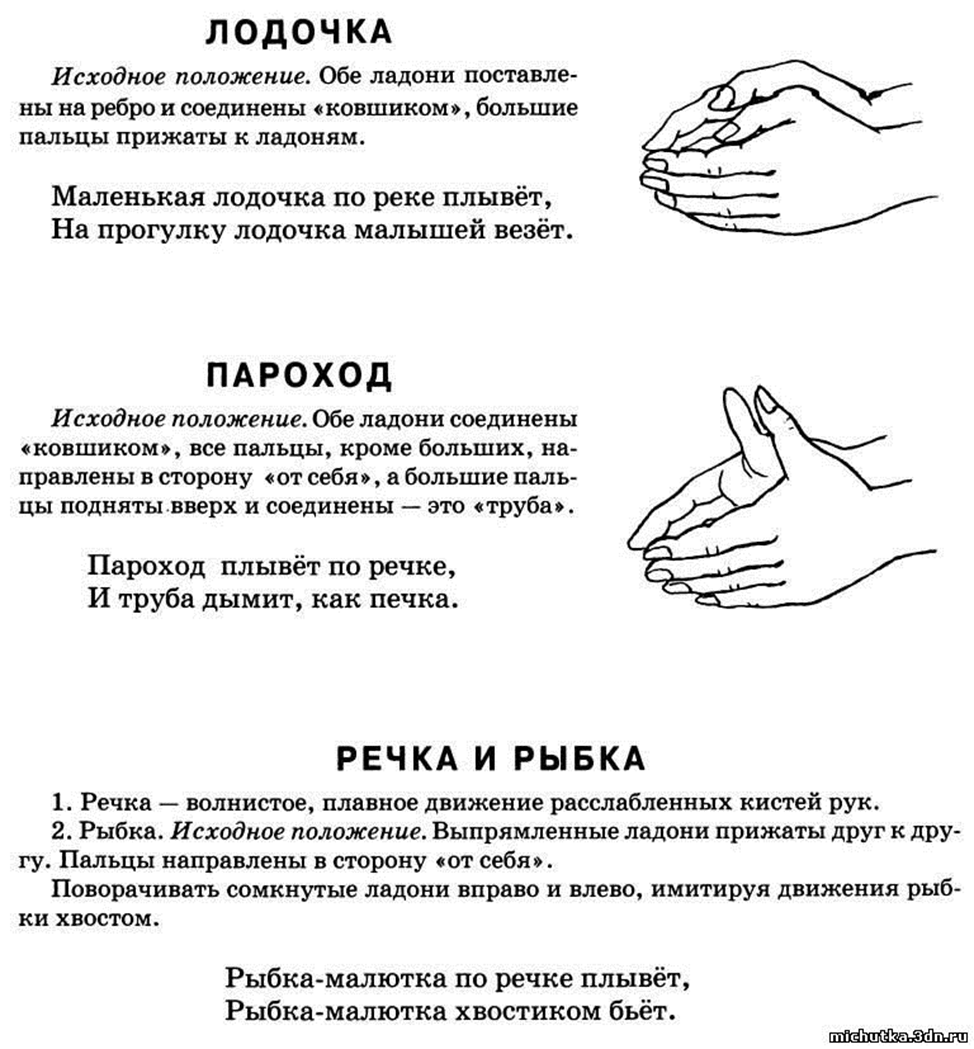 ЛОДОЧКА
Исходное положение. Обе ладони поставле-
ны на ребро и соединены «ковшиком», большие
пальцы прижаты к ладоням.
Маленькая лодочка по реке плывёт,
На прогулку лодочка малышей везёт.
ПАРОХОД
Исходное положение. Обе ладони соединены
«ковшиком», все пальцы, кроме больших, на-
правлены в сторону «от себя», а большие паль-
цы подняты вверх и соединены — это «труба».
Пароход плывёт по речке,
И труба дымит, как печка.
РЕЧКА И РЫБКА
1. Речка — волнистое, плавное движение расслабленных кистей рук.
2. Рыбка. Исходное положение. Выпрямленные ладони прижаты друг к дру-
гу. Пальцы направлены в сторону «от себя».
Поворачивать сомкнутые ладони вправо и влево, имитируя движения рыб-
ки хвостом.
Рыбка-малютка по речке плывёт,
Рыбка-малютка хвостиком бьёт.
michutka.3dn.ru